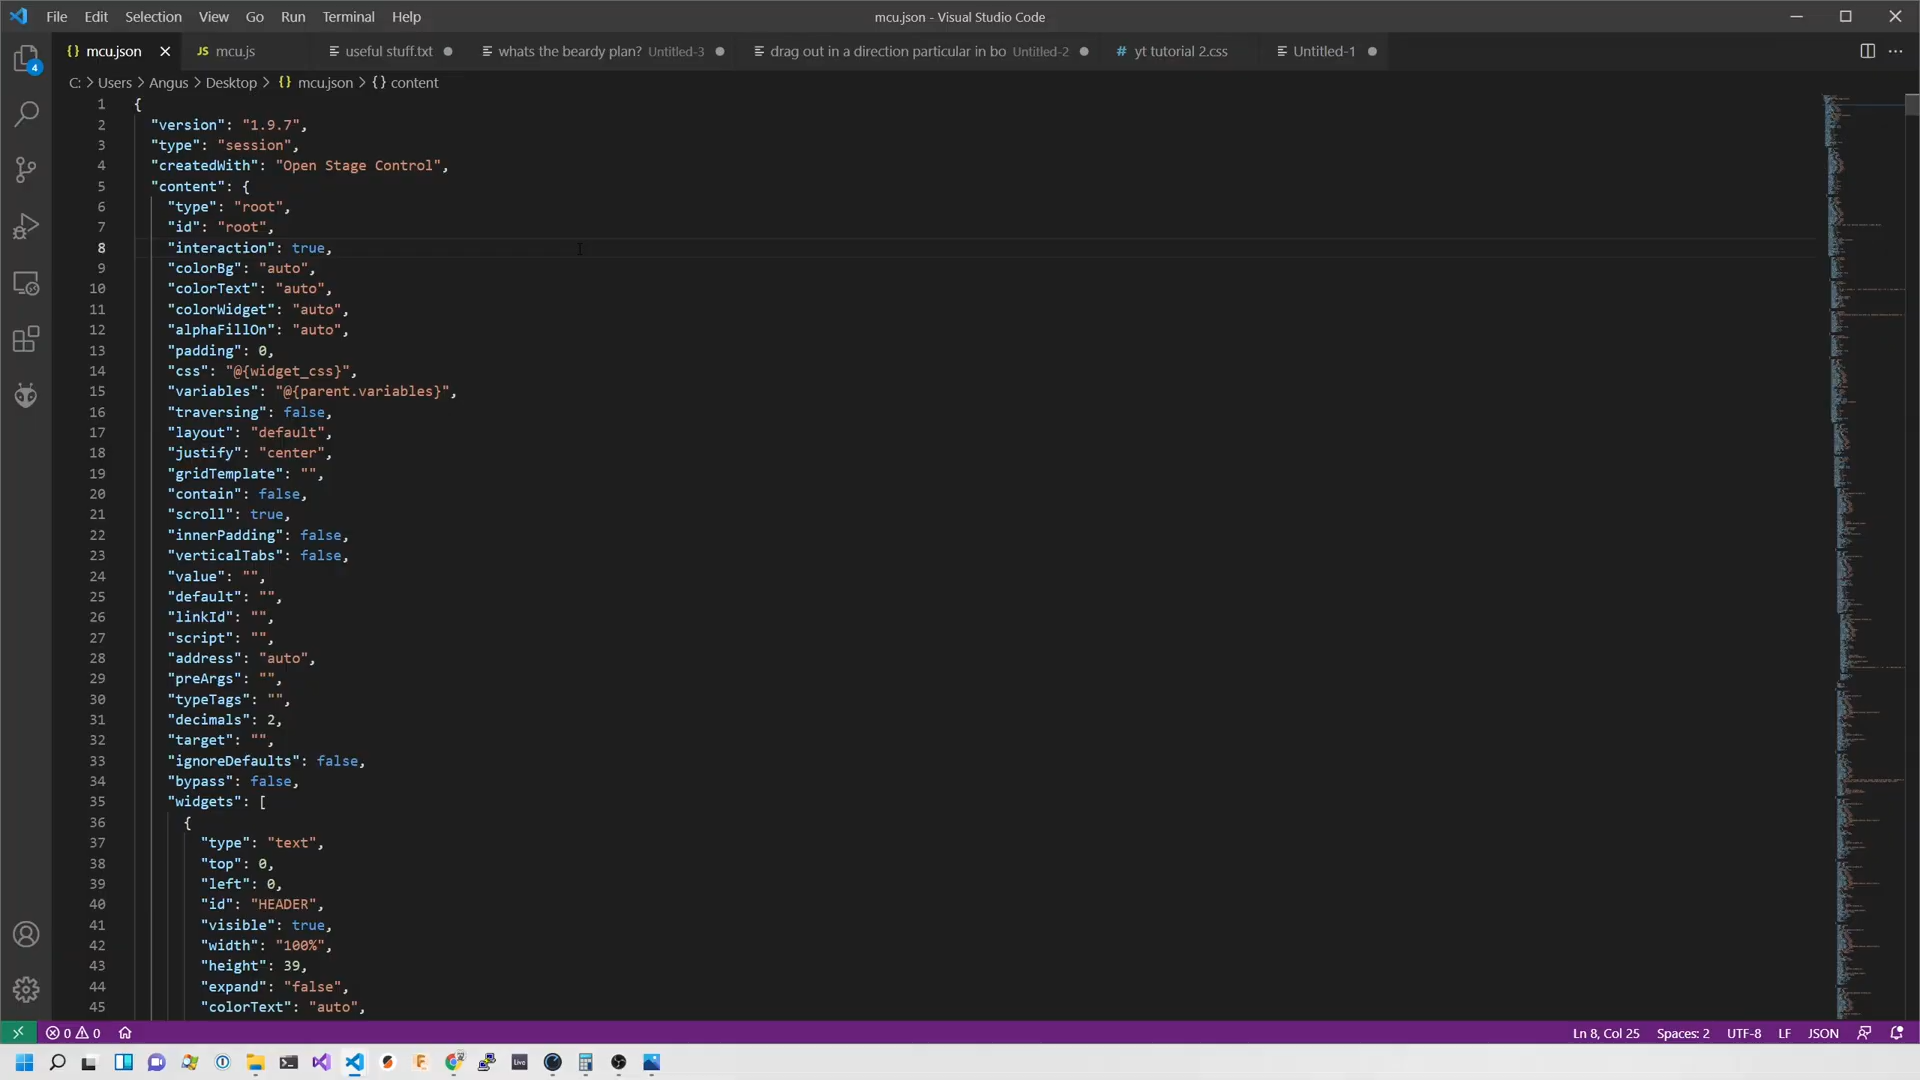 File Edit Selection View Go Run Terminal Help
mcu.json - Visual Studio Code
{} mcu.json
JS mcu.js
useful stuff.txt
whats the beardy plan? Untitled-3
drag out in a direction particular in bo Untitled-2
# yt tutorial 2.css
Untitled-1
4
C: > Users > Angus > Desktop > {} mcu.json > {} content
1 {
2 "version": "1.9.7",
3 "type": "session",
4 "createdWith": "Open Stage Control",
5 "content": {
6 "type": "root",
7 "id": "root",
8 "interaction": true,
9 "colorBg": "auto",
10 "colorText": "auto",
11 "colorWidget": "auto",
12 "alphaFillOn": "auto",
13 "padding": 0,
14 "css": "@{widget_css}",
15 "variables": "@{parent.variables}",
16 "traversing": false,
17 "layout": "default",
18 "justify": "center",
19 "gridTemplate": "",
20 "contain": false,
21 "scroll": true,
22 "innerPadding": false,
23 "verticalTabs": false,
24 "value": "",
25 "default": "",
26 "linkId": "",
27 "script": "",
28 "address": "auto",
29 "preArgs": "",
30 "typeTags": "",
31 "decimals": 2,
32 "target": "",
33 "ignoreDefaults": false,
34 "bypass": false,
35 "widgets": [
36 {
37 "type": "text",
38 "top": 0,
39 "left": 0,
40 "id": "HEADER",
41 "visible": true,
42 "width": "100%",
43 "height": 39,
44 "expand": "false",
45 "colorText": "auto",
0 0
Ln 8, Col 25 Spaces: 2 UTF-8 LF JSON
Live